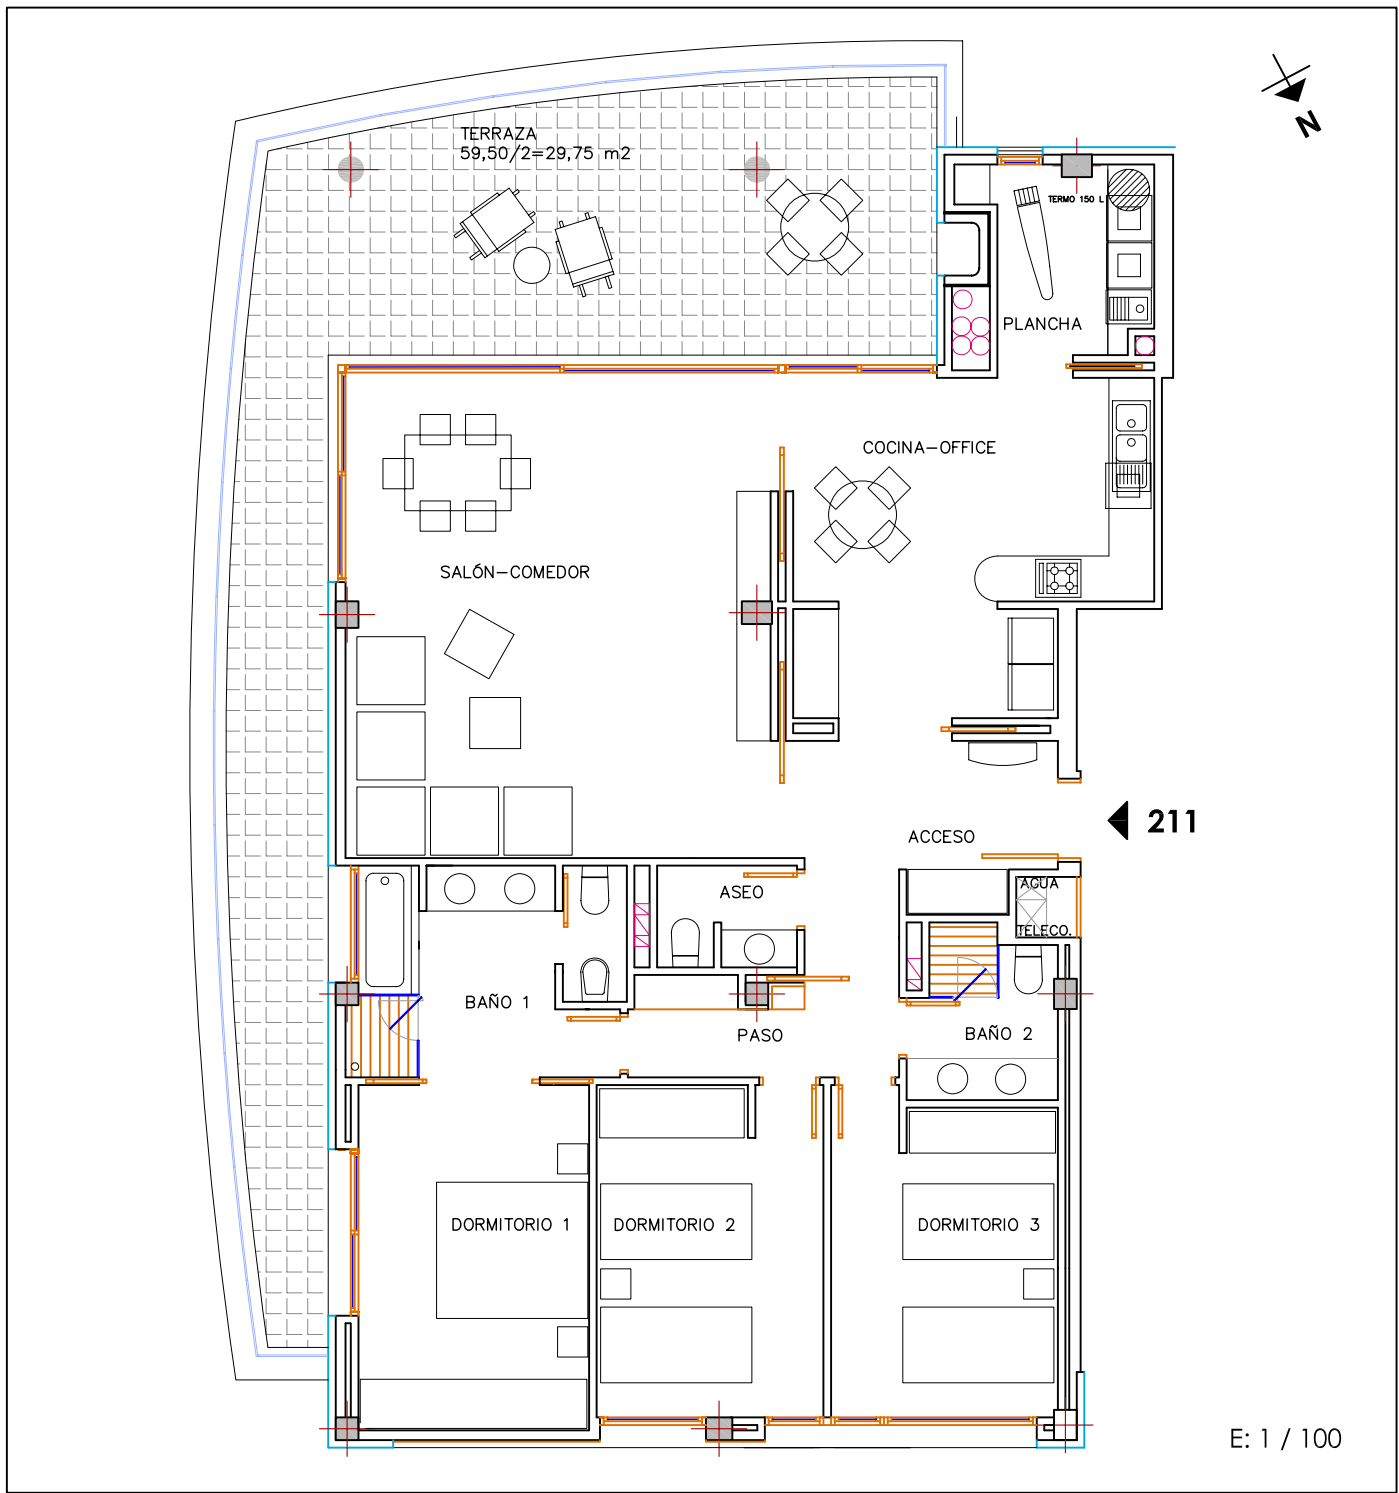 N
TERRAZA
59,50/2=29,75 m2
TERMO 150 L
PLANCHA
COCINA-OFFICE
SALÓN-COMEDOR
211
ACCESO
AGUA
ASEO
TELECO.
BAÑO 1
PASO
BAÑO 2
DORMITORIO 1
DORMITORIO 2
DORMITORIO 3
E: 1 / 100